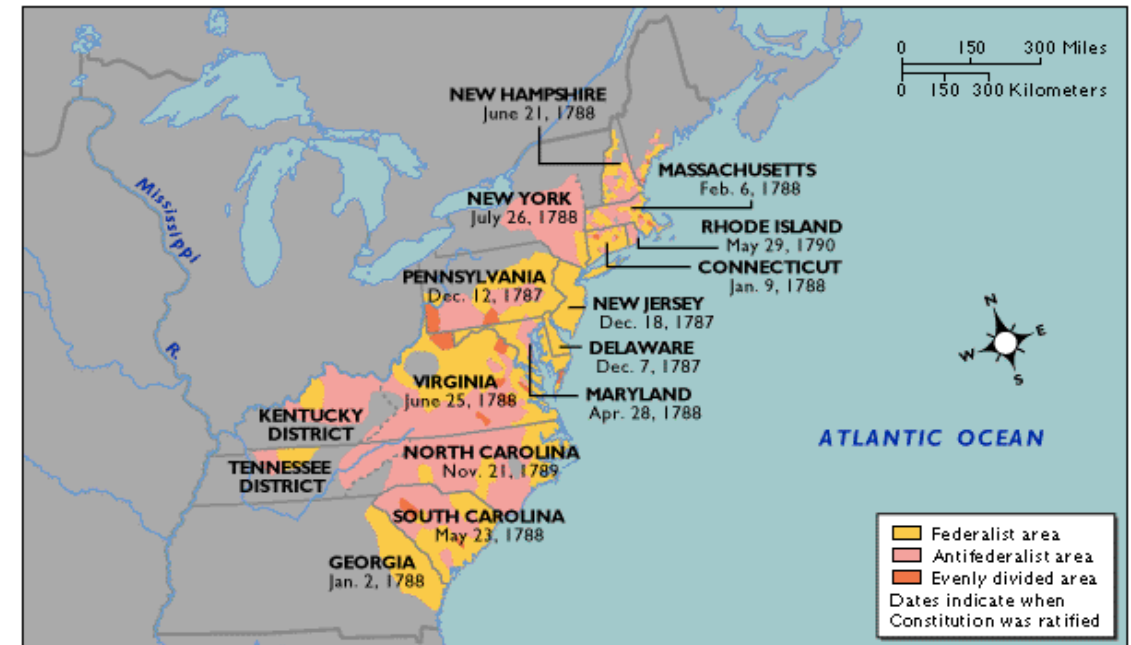 0 150 300 Miles
0 150 300 Kilometers
NEW HAMPSHIRE
June 21, 1788
MASSACHUSETTS
Feb. 6, 1788
NEW YORK
July 26, 1788
RHODE ISLAND
May 29, 1790
CONNECTICUT
Jan. 9, 1788
Mississippi
R.
PENNSYLVANIA
Dec. 12, 1787
NEW JERSEY
Dec. 18, 1787
N
W E
S
DELAWARE
Dec. 7, 1787
VIRGINIA
June 25, 1788
MARYLAND
Apr. 28, 1788
KENTUCKY
DISTRICT
ATLANTIC OCEAN
TENNESSEE
DISTRICT
NORTH CAROLINA
Nov. 21, 1789
SOUTH CAROLINA
May 23, 1788
GEORGIA
Jan. 2, 1788
Federalist area
Antifederalist area
Evenly divided area
Dates indicate when
Constitution was ratified